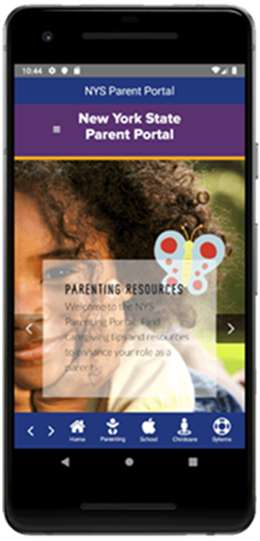 10:44
NYS Parent Portal
New York State
Parent Portal
PARENTING RESOURCES
Welcome to the NYS
Parenting Portal. Find
caregiving tips and resources
to enhance your role as a
parent.
Home Parenting School Childcare Sytems